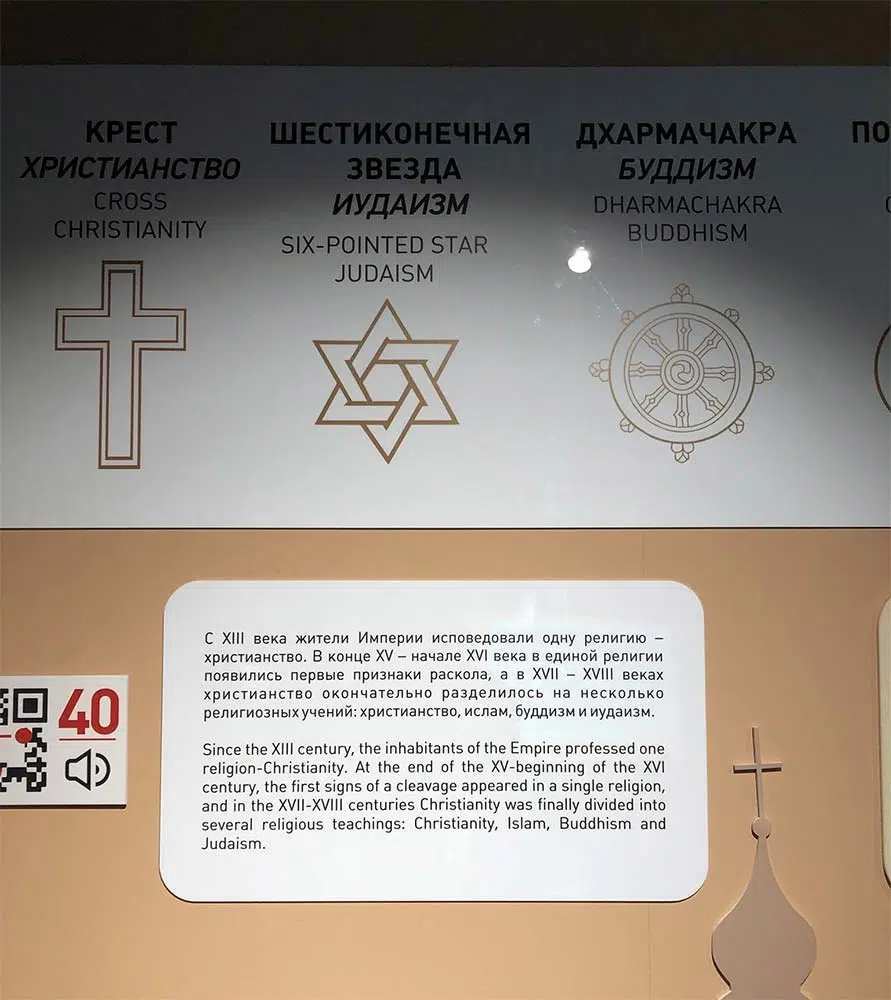 КРЕСТ
ХРИСТИАНСТВО
CROSS
CHRISTIANITY
ШЕСТИКОНЕЧНАЯ
ЗВЕЗДА
ИУДАИЗМ
SIX-POINTED STAR
JUDAISM
ДХАРМАЧАКРА
БУДДИЗМ
DHARMACHAKRA
BUDDHISM
С XIII века жители Империи исповедовали одну религию –
христианство. В конце XV – начале XVI века в единой религии
появились первые признаки раскола, а в XVII – XVIII веках
христианство окончательно разделилось на несколько
религиозных учений: христианство, ислам, буддизм и иудаизм.
Since the XIII century, the inhabitants of the Empire professed one
religion-Christianity. At the end of the XV-beginning of the XVI
century, the first signs of a cleavage appeared in a single religion,
and in the XVII-XVIII centuries Christianity was finally divided into
several religious teachings: Christianity, Islam, Buddhism and
Judaism.
40